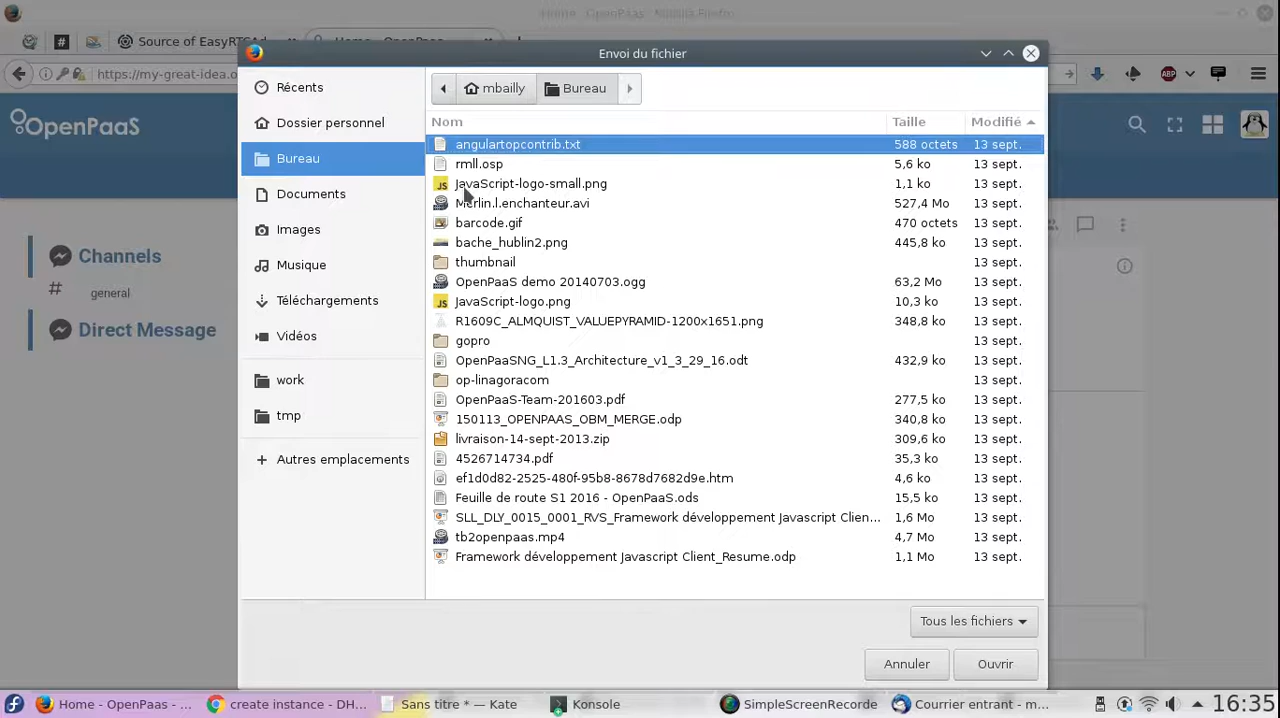 Home - OpenPaas - Mozilla Firefox
Source of EasyRTSAd
Home - OpenPaas
Envoi du fichier
https://my-great-idea.o
ABP
OpenPaaS
Channels
# general
Direct Message
Récents
Dossier personnel
Bureau
Documents
Images
Musique
Téléchargements
Vidéos
work
tmp
+ Autres emplacements
mbailly Bureau
Nom Taille Modifié
angulartopcontrib.txt 588 octets 13 sept.
rmll.osp 5,6 ko 13 sept.
JavaScript-logo-small.png 1,1 ko 13 sept.
Merlin.l.enchanteur.avi 527,4 Mo 13 sept.
barcode.gif 470 octets 13 sept.
bache_hublin2.png 445,8 ko 13 sept.
thumbnail 13 sept.
OpenPaaS demo 20140703.ogg 63,2 Mo 13 sept.
JavaScript-logo.png 10,3 ko 13 sept.
R1609C_ALMQUIST_VALUEPYRAMID-1200x1651.png 348,8 ko 13 sept.
gopro 13 sept.
OpenPaaSNG_L1.3_Architecture_v1_3_29_16.odt 432,9 ko 13 sept.
op-linagoracom 13 sept.
OpenPaaS-Team-201603.pdf 277,5 ko 13 sept.
150113_OPENPAAS_OBM_MERGE.odp 340,8 ko 13 sept.
livraison-14-sept-2013.zip 309,6 ko 13 sept.
4526714734.pdf 35,3 ko 13 sept.
ef1d0d82-2525-480f-95b8-8678d7682d9e.htm 4,6 ko 13 sept.
Feuille de route S1 2016 - OpenPaaS.ods 15,5 ko 13 sept.
SLL_DLY_0015_0001_RVS_Framework développement Javascript Clien... 1,6 Mo 13 sept.
tb2openpaas.mp4 4,7 Mo 13 sept.
Framework développement Javascript Client_Resume.odp 1,1 Mo 13 sept.
Tous les fichiers
Annuler Ouvrir
Home - OpenPaas - ... create instance - DH... Sans titre * — Kate Konsole SimpleScreenRecorde Courrier entrant - m... 16:35